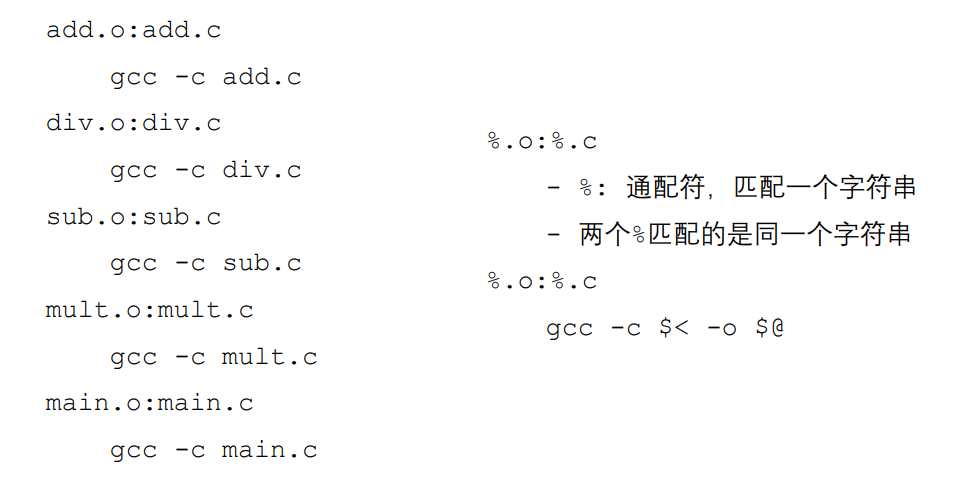 add.o:add.c
gcc -c add.c
div.o:div.c
gcc -c div.c
sub.o:sub.c
gcc -c sub.c
mult.o:mult.c
gcc -c mult.c
main.o:main.c
gcc -c main.c
%.o:%.c
- %: 通配符，匹配一个字符串
- 两个%匹配的是同一个字符串
%.o:%.c
gcc -c $< -o $@